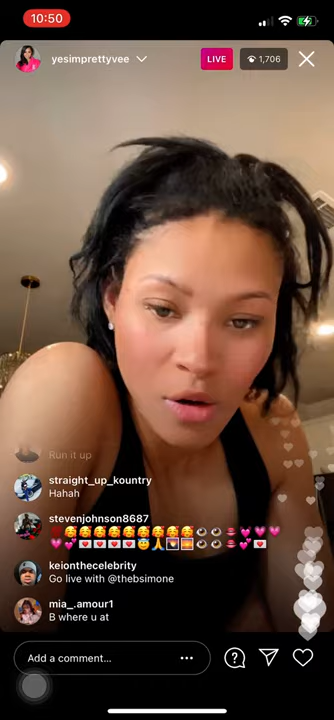 10:50
yesimprettyvee
LIVE
1,706
Run it up
straight_up_kountry
Hahah
stevenjohnson8687
🥰🥰🥰🥰🥰🥰🥰🥰🥰👁️👁️🫦💓💗💗
💗💕💌💌💌💌😇🙏🌠🌅👁️👁️🫦💕💌
keionthecelebrity
Go live with @thebsimone
mia_.amour1
B where u at
Add a comment...